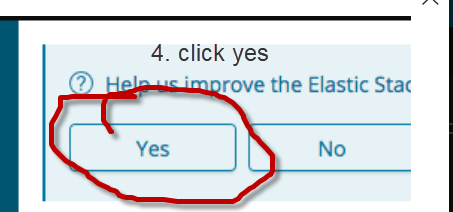 4. click yes
Help us improve the Elastic Stac
Yes
No